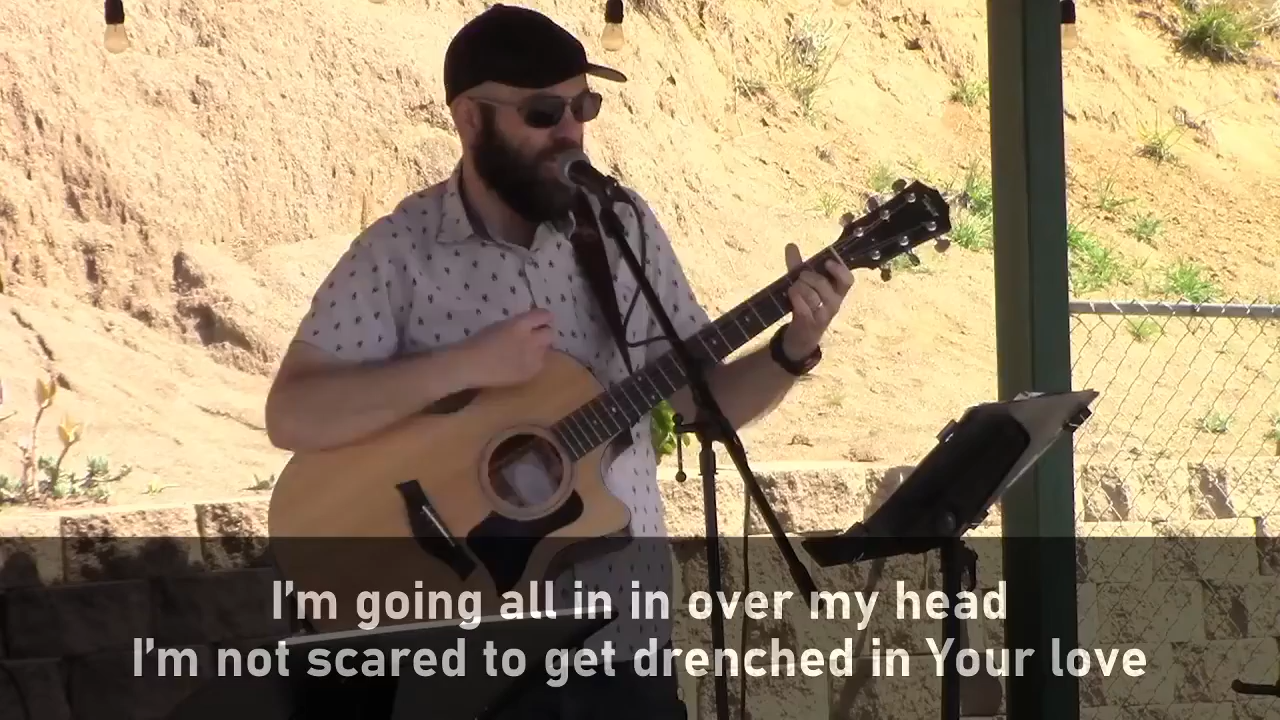 I'm going all in in over my head
I'm not scared to get drenched in Your love